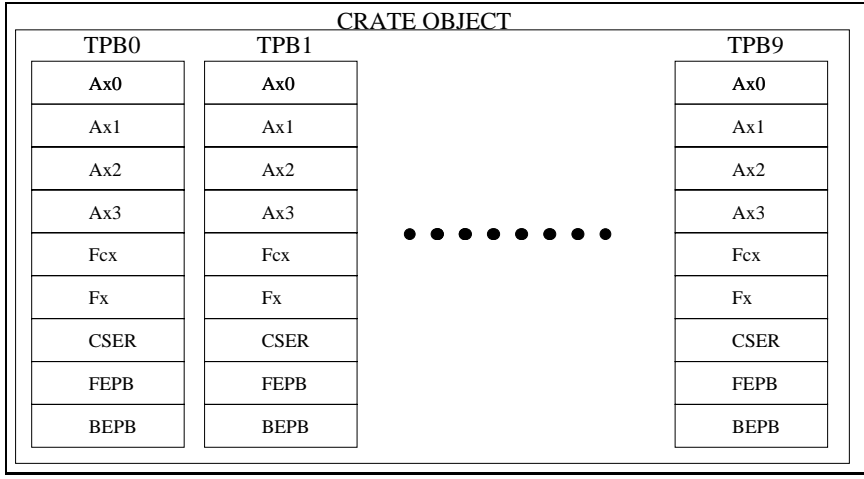 CRATE OBJECT
TPB0 TPB1 TPB9
Ax0 Ax0 Ax0
Ax1 Ax1 Ax1
Ax2 Ax2 Ax2
Ax3 Ax3 Ax3
Fcx Fcx Fcx
Fx Fx Fx
CSER CSER CSER
FEPB FEPB FEPB
BEPB BEPB BEPB